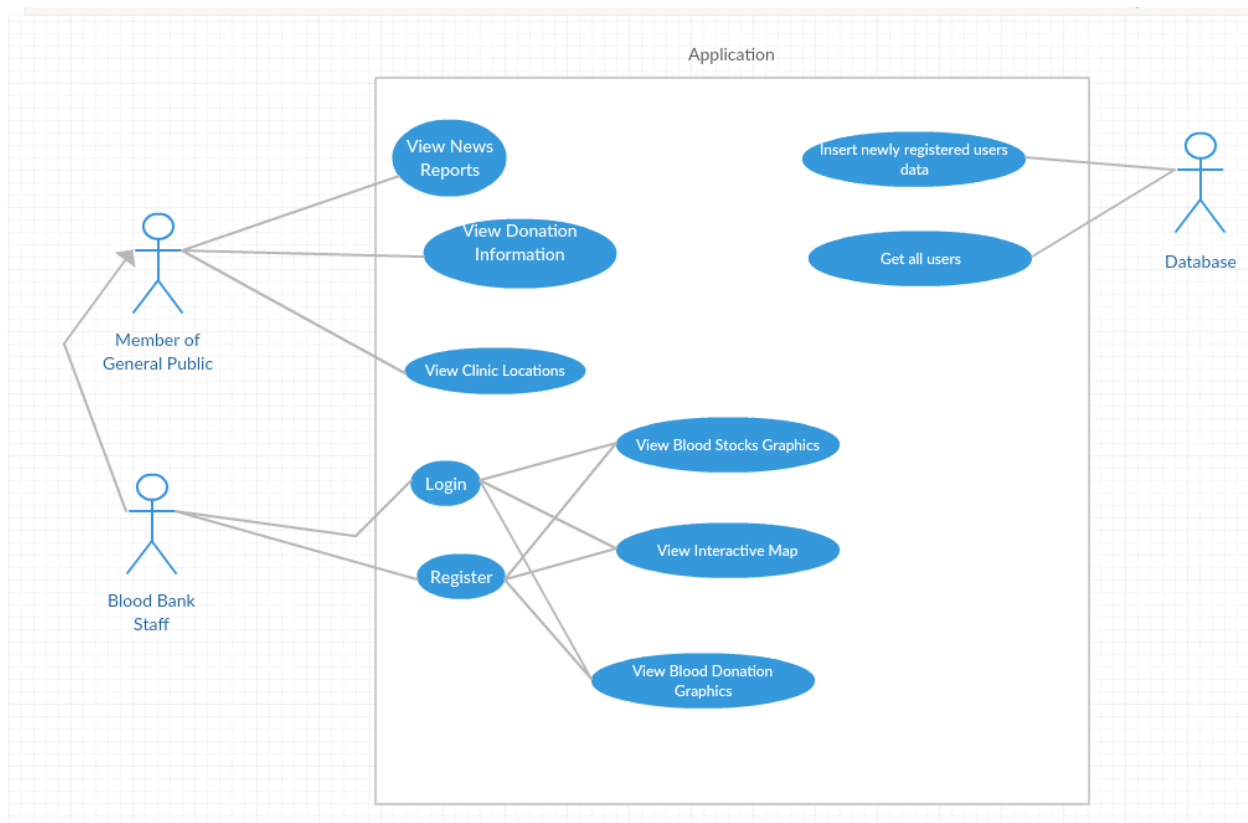 Application
View News
Reports
Insert newly registered users
data
View Donation
Information
Get all users
Database
Member of
General Public
View Clinic Locations
View Blood Stocks Graphics
Login
View Interactive Map
Register
Blood Bank
Staff
View Blood Donation
Graphics